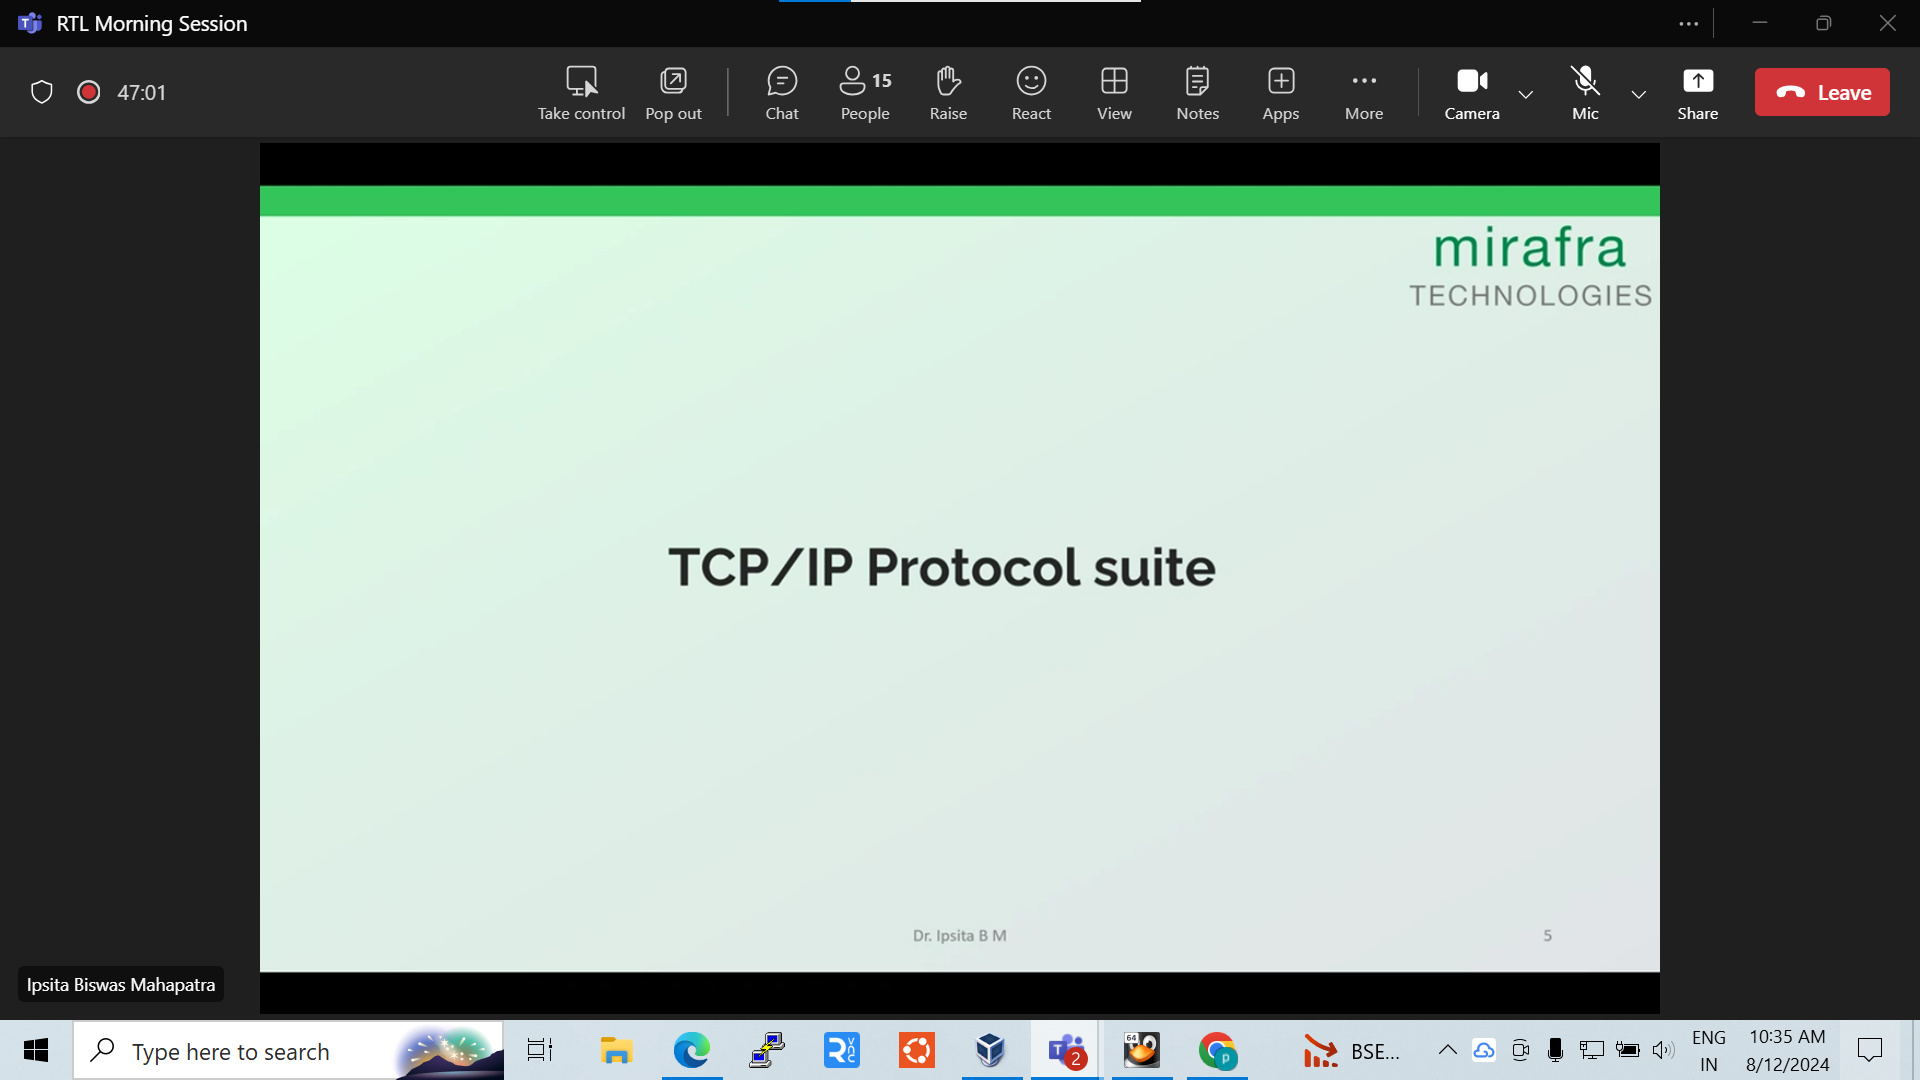 RTL Morning Session
47:01
Take control
Pop out
Chat
15
People
Raise
React
View
Notes
Apps
More
Camera
Mic
Share
Leave
mirafra
TECHNOLOGIES
TCP/IP Protocol suite
Dr. Ipsita B M
5
Ipsita Biswas Mahapatra
Type here to search
2
64
p
BSE...
ENG
IN
10:35 AM
8/12/2024